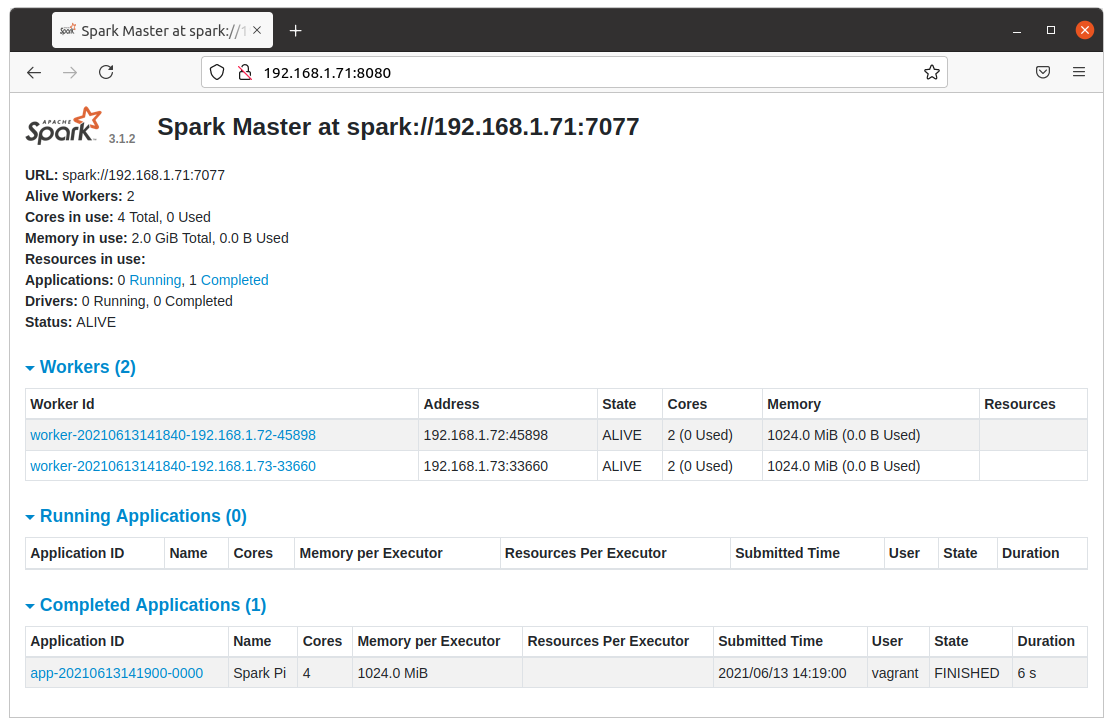 Spark Master at spark://1
192.168.1.71:8080
APACHE
Spark 3.1.2 Spark Master at spark://192.168.1.71:7077
URL: spark://192.168.1.71:7077
Alive Workers: 2
Cores in use: 4 Total, 0 Used
Memory in use: 2.0 GiB Total, 0.0 B Used
Resources in use:
Applications: 0 Running, 1 Completed
Drivers: 0 Running, 0 Completed
Status: ALIVE
Workers (2)
Worker Id Address State Cores Memory Resources
worker-20210613141840-192.168.1.72-45898 192.168.1.72:45898 ALIVE 2 (0 Used) 1024.0 MiB (0.0 B Used)
worker-20210613141840-192.168.1.73-33660 192.168.1.73:33660 ALIVE 2 (0 Used) 1024.0 MiB (0.0 B Used)
Running Applications (0)
Application ID Name Cores Memory per Executor Resources Per Executor Submitted Time User State Duration
Completed Applications (1)
Application ID Name Cores Memory per Executor Resources Per Executor Submitted Time User State Duration
app-20210613141900-0000 Spark Pi 4 1024.0 MiB 2021/06/13 14:19:00 vagrant FINISHED 6 s